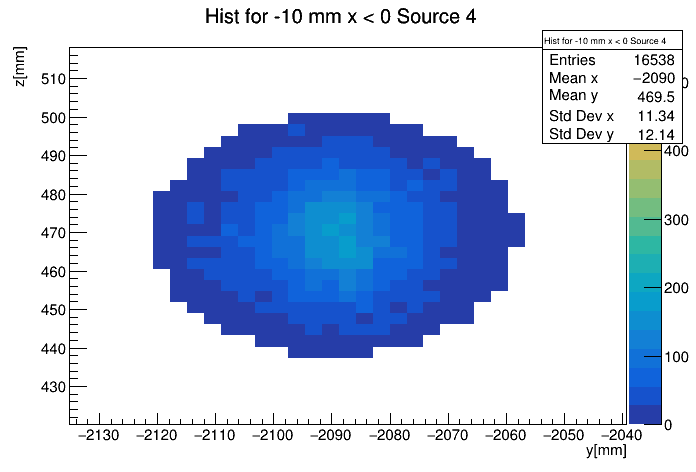 Hist for -10 mm x < 0 Source 4
Hist for -10 mm x < 0 Source 4
Entries 16538
Mean x −2090
Mean y 469.5
Std Dev x 11.34
Std Dev y 12.14
z[mm]
510
500
490
480
470
460
450
440
430
−2130 −2120 −2110 −2100 −2090 −2080 −2070 −2060 −2050 −2040
y[mm]
0
400
300
200
100
0